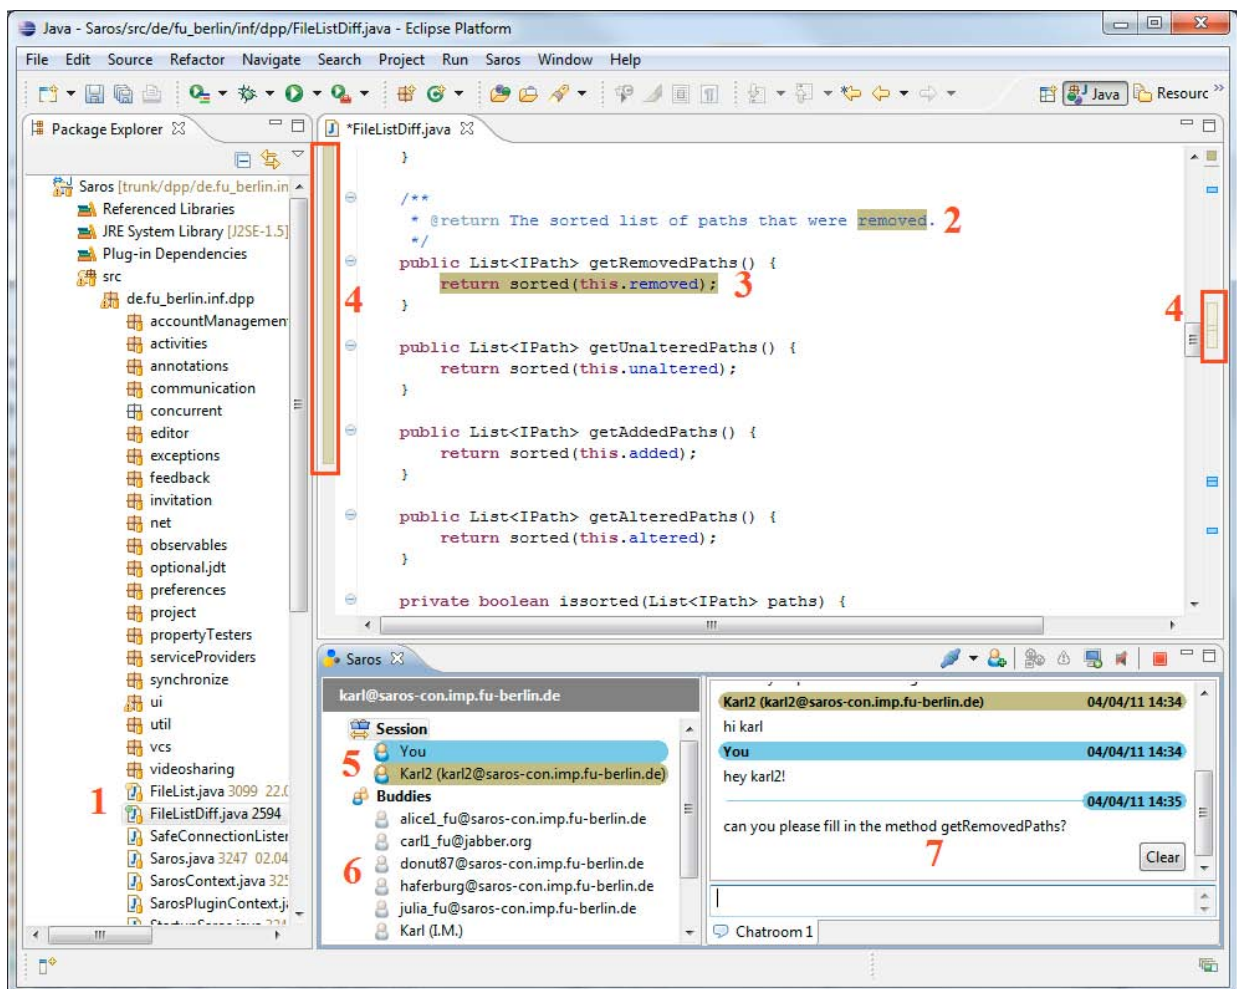 Java - Saros/src/de/fu_berlin/inf/dpp/FileListDiff.java - Eclipse Platform
File Edit Source Refactor Navigate Search Project Run Saros Window Help
Java Resourc
Package Explorer
Saros [trunk/dpp/de.fu_berlin.in
Referenced Libraries
JRE System Library [J2SE-1.5]
Plug-in Dependencies
src
de.fu_berlin.inf.dpp
accountManagemen
activities
annotations
communication
concurrent
editor
exceptions
feedback
invitation
net
observables
optional.jdt
preferences
project
propertyTesters
serviceProviders
synchronize
ui
util
vcs
videosharing
FileList.java 3099 22.0
1
FileListDiff.java 2594
SafeConnectionLister
Saros.java 3247 02.04
SarosContext.java 325
SarosPluginContext.j
*FileListDiff.java
}
/**
* @return The sorted list of paths that were removed. 2
*/
public List<IPath> getRemovedPaths() {
return sorted(this.removed); 3
}
4
4
public List<IPath> getUnalteredPaths() {
return sorted(this.unaltered);
}
public List<IPath> getAddedPaths() {
return sorted(this.added);
}
public List<IPath> getAlteredPaths() {
return sorted(this.altered);
}
private boolean issorted(List<IPath> paths) {
Saros
karl@saros-con.imp.fu-berlin.de
Session
You
5
Karl2 (karl2@saros-con.imp.fu-berlin.de)
Buddies
alice1_fu@saros-con.imp.fu-berlin.de
carl1_fu@jabber.org
donut87@saros-con.imp.fu-berlin.de
6
haferburg@saros-con.imp.fu-berlin.de
julia_fu@saros-con.imp.fu-berlin.de
Karl (I.M.)
Karl2 (karl2@saros-con.imp.fu-berlin.de) 04/04/11 14:34
hi karl
You 04/04/11 14:34
hey karl2!
04/04/11 14:35
can you please fill in the method getRemovedPaths?
7
Clear
Chatroom 1